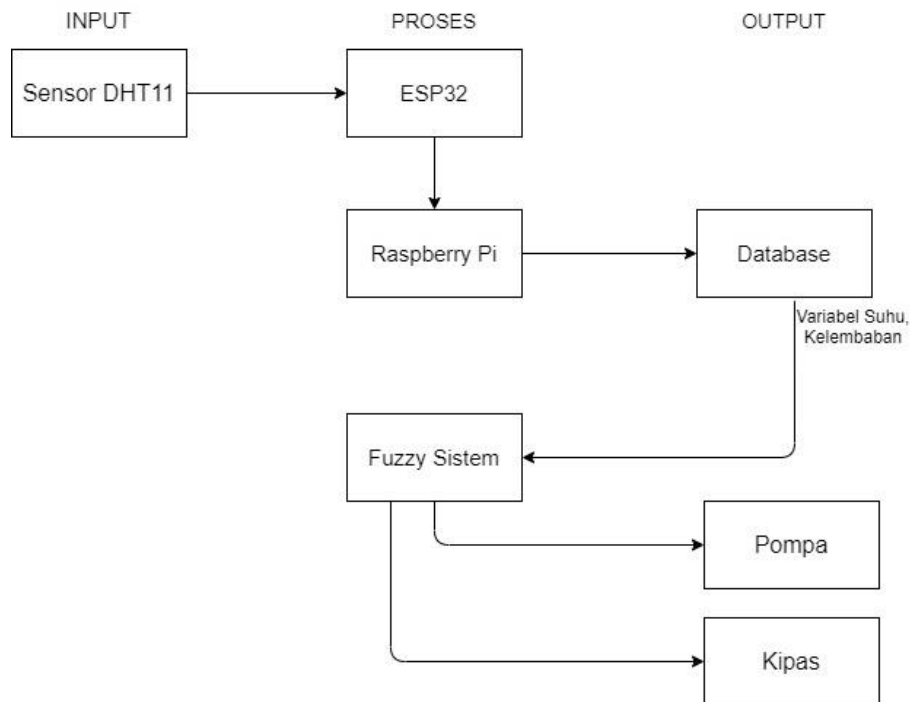 INPUT
PROSES
OUTPUT
Sensor DHT11
ESP32
Raspberry Pi
Database
Variabel Suhu,
Kelembaban
Fuzzy Sistem
Pompa
Kipas